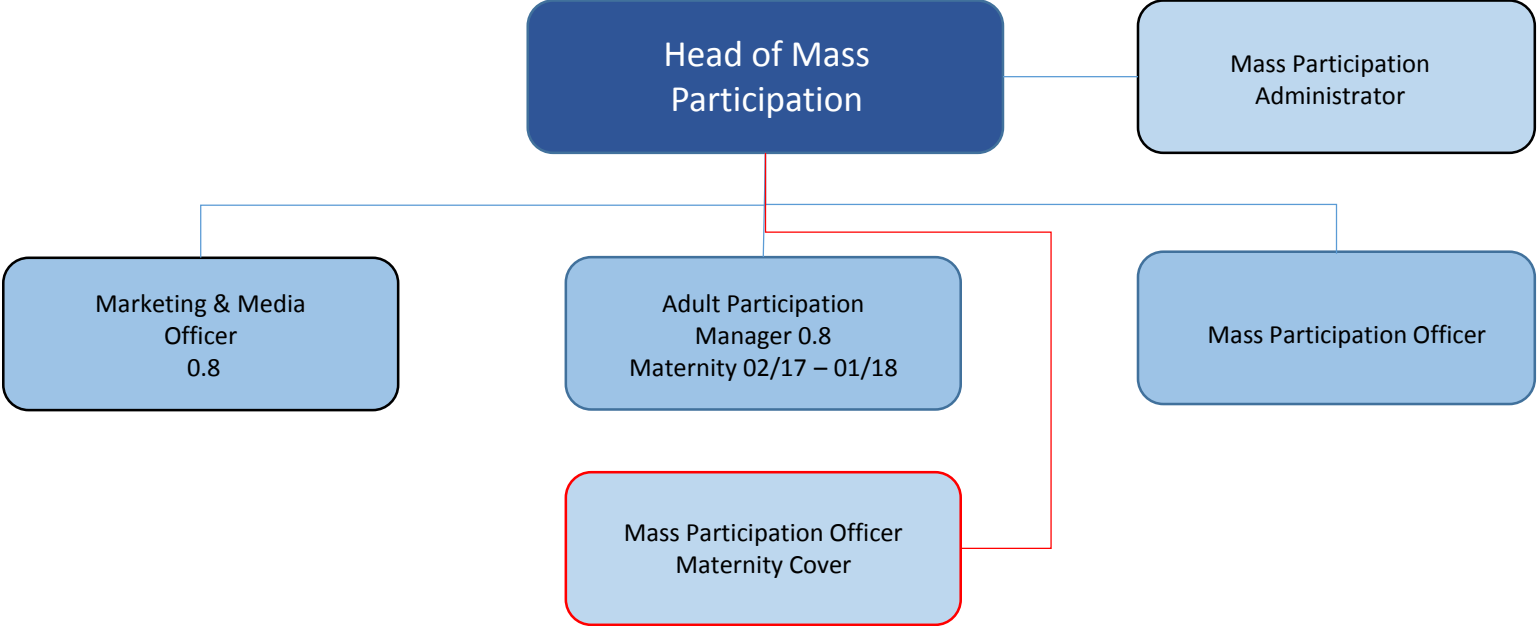 Head of Mass
Participation
Mass Participation
Administrator
Marketing & Media
Officer
0.8
Adult Participation
Manager 0.8
Maternity 02/17 – 01/18
Mass Participation Officer
Mass Participation Officer
Maternity Cover